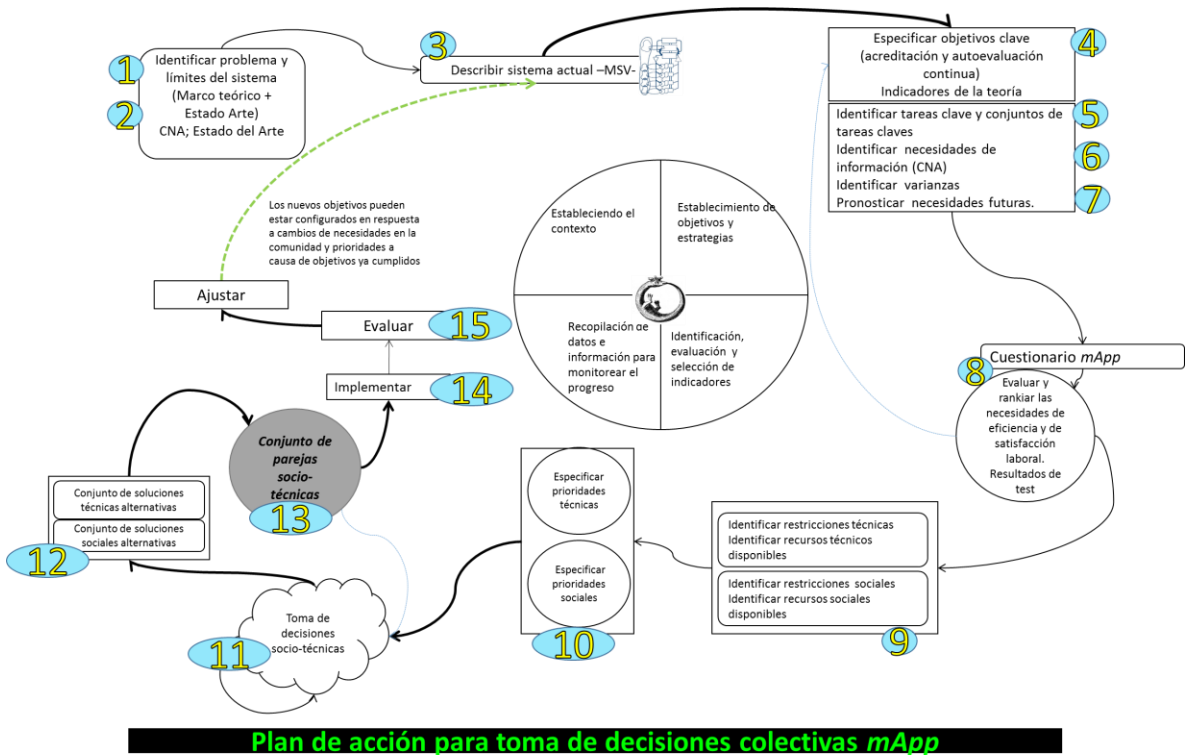 1
2
Identificar problema y
límites del sistema
(Marco teórico +
Estado Arte)
CNA; Estado del Arte
3
Describir sistema actual –MSV-
4
Especificar objetivos clave
(acreditación y autoevaluación
continua)
Indicadores de la teoría
5
6
7
Identificar tareas clave y conjuntos de
tareas claves
Identificar necesidades de
información (CNA)
Identificar varianzas
Pronosticar necesidades futuras.
Los nuevos objetivos pueden
estar configurados en respuesta
a cambios de necesidades en la
comunidad y prioridades a
causa de objetivos ya cumplidos
Estableciendo el
contexto
Establecimiento de
objetivos y
estrategias
Recopilación de
datos e
información para
monitorear el
progreso
Identificación,
evaluación y
selección de
indicadores
Ajustar
Evaluar
15
Implementar
14
Cuestionario mApp
8
Evaluar y
rankiar las
necesidades de
eficiencia y de
satisfacción
laboral.
Resultados de
test
Conjunto de
parejas
socio-
técnicas
13
Conjunto de soluciones
técnicas alternativas
Conjunto de soluciones
sociales alternativas
12
Especificar
prioridades
técnicas
Especificar
prioridades
sociales
10
Identificar restricciones técnicas
Identificar recursos técnicos
disponibles
Identificar restricciones sociales
Identificar recursos sociales
disponibles
9
Toma de
decisiones
socio-técnicas
11
Plan de acción para toma de decisiones colectivas mApp